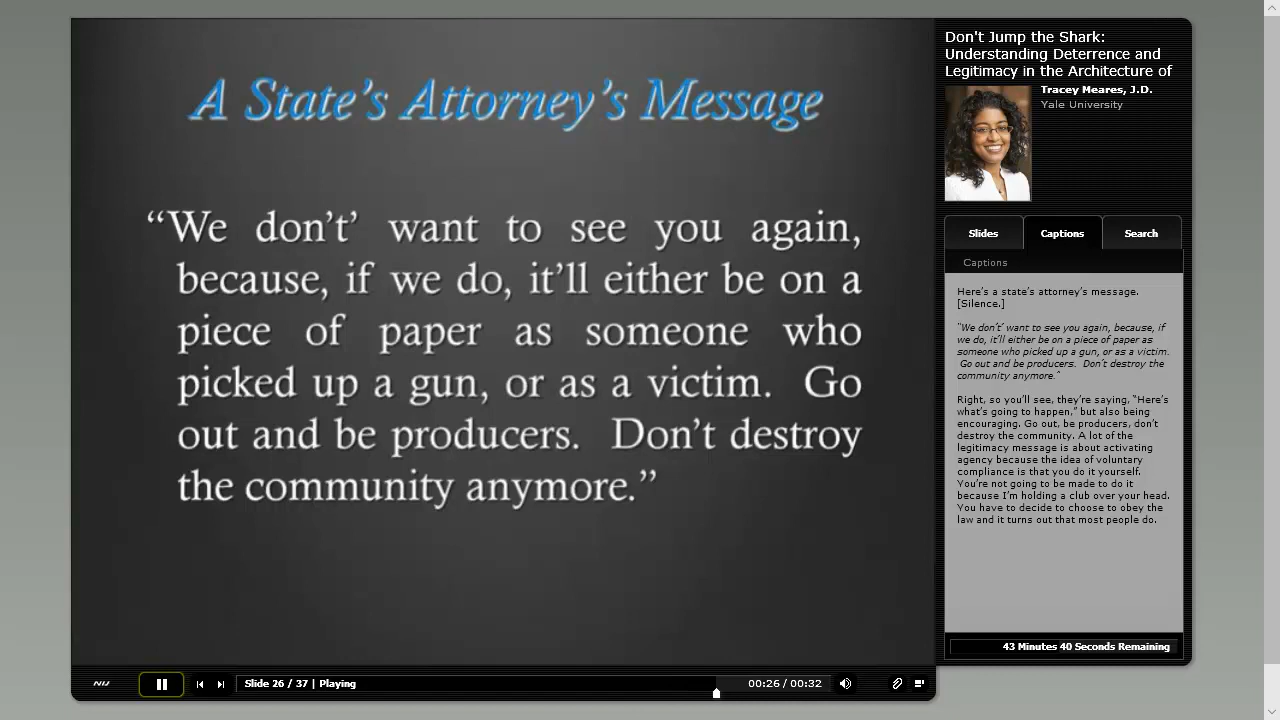 A State's Attorney's Message
“We don't’ want to see you again,
because, if we do, it'll either be on a
piece of paper as someone who
picked up a gun, or as a victim.  Go
out and be producers.  Don't destroy
the community anymore.”
Slide 26 / 37 | Playing
00:26 / 00:32
Don't Jump the Shark:
Understanding Deterrence and
Legitimacy in the Architecture of
Tracey Meares, J.D.
Yale University
Slides
Captions
Search
Captions
Here's a state's attorney's message.
[Silence.]
“We don't’ want to see you again, because, if
we do, it'll either be on a piece of paper as
someone who picked up a gun, or as a victim.
Go out and be producers.  Don't destroy the
community anymore.”
Right, so you'll see, they're saying, “Here's
what's going to happen,” but also being
encouraging. Go out, be producers, don't
destroy the community. A lot of the
legitimacy message is about activating
agency because the idea of voluntary
compliance is that you do it yourself.
You're not going to be made to do it
because I'm holding a club over your head.
You have to decide to choose to obey the
law and it turns out that most people do.
43 Minutes 40 Seconds Remaining